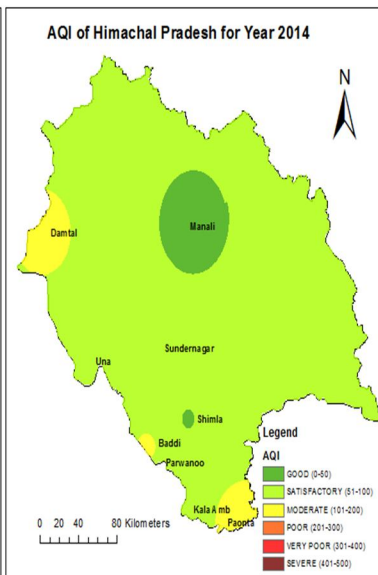 AQI of Himachal Pradesh for Year 2014
N
Damtal
Manali
Sundernagar
Una
Shimla
Baddi
Parwanoo
Kala Amb
Paonta
0 20 40 80 Kilometers
Legend
AQI
GOOD (0-50)
SATISFACTORY (51-100)
MODERATE (101-200)
POOR (201-300)
VERY POOR (301-400)
SEVERE (401-500)